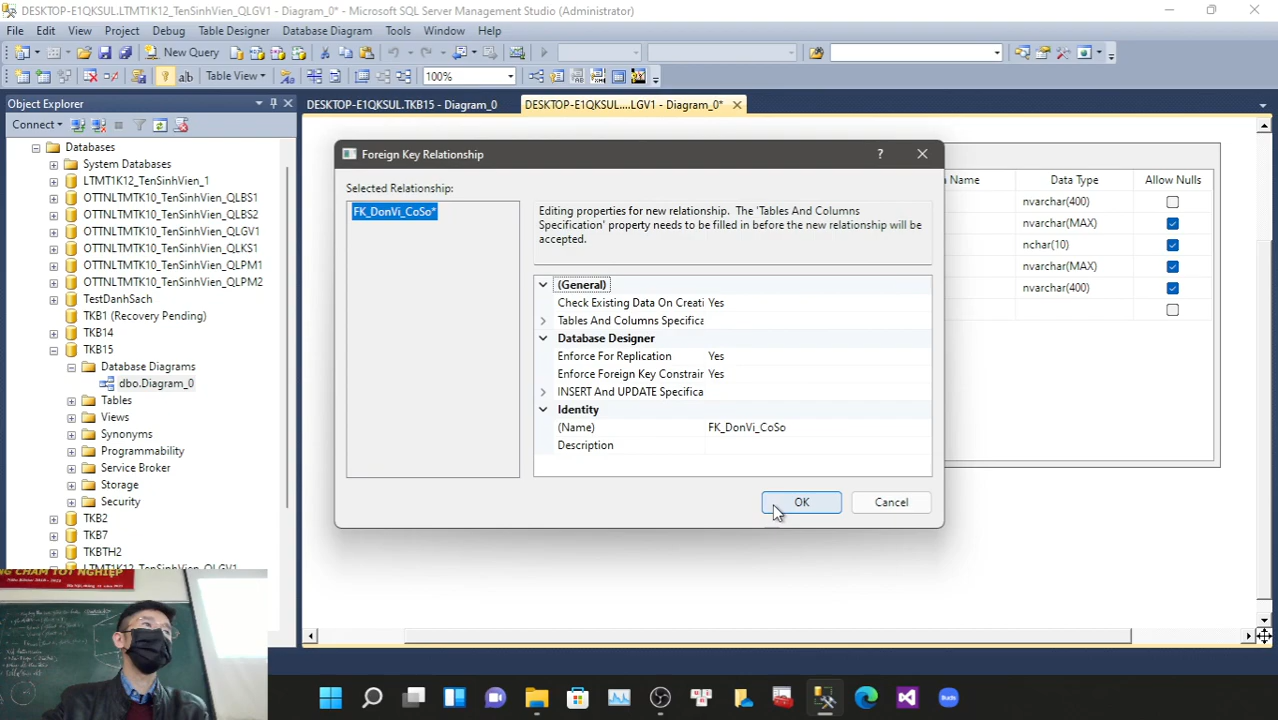 DESKTOP-E1QKSUL.LTMT1K12_TenSinhVien_QLGV1 - Diagram_0* - Microsoft SQL Server Management Studio (Administrator)
File Edit View Project Debug Table Designer Database Diagram Tools Window Help
New Query
ab Table View 100%
Object Explorer
DESKTOP-E1QKSUL.TKB15 - Diagram_0
DESKTOP-E1QKSUL....LGV1 - Diagram_0*
Connect
Databases
System Databases
LTMT1K12_TenSinhVien_1
OTTNLTMTK10_TenSinhVien_QLBS1
OTTNLTMTK10_TenSinhVien_QLBS2
OTTNLTMTK10_TenSinhVien_QLGV1
OTTNLTMTK10_TenSinhVien_QLKS1
OTTNLTMTK10_TenSinhVien_QLPM1
OTTNLTMTK10_TenSinhVien_QLPM2
TestDanhSach
TKB1 (Recovery Pending)
TKB14
TKB15
Database Diagrams
dbo.Diagram_0
Tables
Views
Synonyms
Programmability
Service Broker
Storage
Security
TKB2
TKB7
TKBTH2
LTMT1K12_TenSinhVien_QLGV1
Foreign Key Relationship
?
Selected Relationship:
FK_DonVi_CoSo*
Editing properties for new relationship. The 'Tables And Columns
Specification' property needs to be filled in before the new relationship will be
accepted.
(General)
Check Existing Data On Creati Yes
Tables And Columns Specifica
Database Designer
Enforce For Replication Yes
Enforce Foreign Key Constrair Yes
INSERT And UPDATE Specifica
Identity
(Name) FK_DonVi_CoSo
Description
OK
Cancel
Name Data Type Allow Nulls
nvarchar(400)
nvarchar(MAX)
nchar(10)
nvarchar(MAX)
nvarchar(400)
NG CHẤM TỐT NGHIỆP